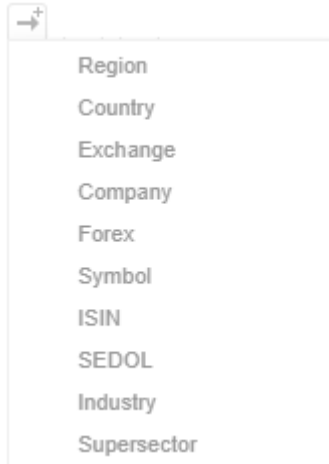 Region
Country
Exchange
Company
Forex
Symbol
ISIN
SEDOL
Industry
Supersector